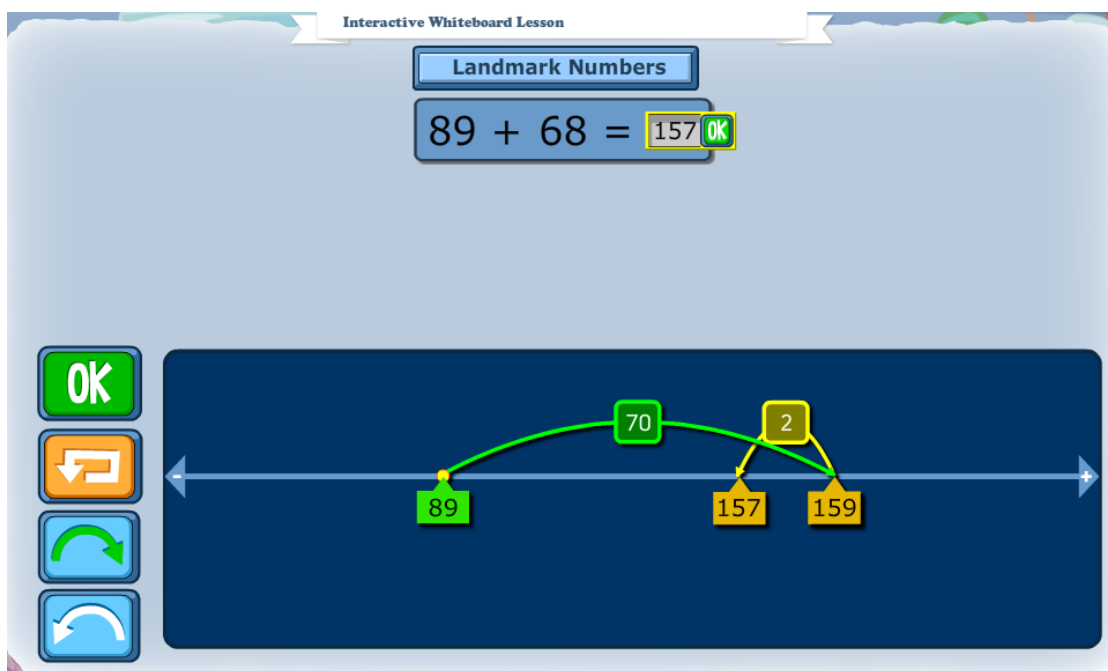 Interactive Whiteboard Lesson
Landmark Numbers
89 + 68 = 157 OK
OK
70 2
- +
89 157 159